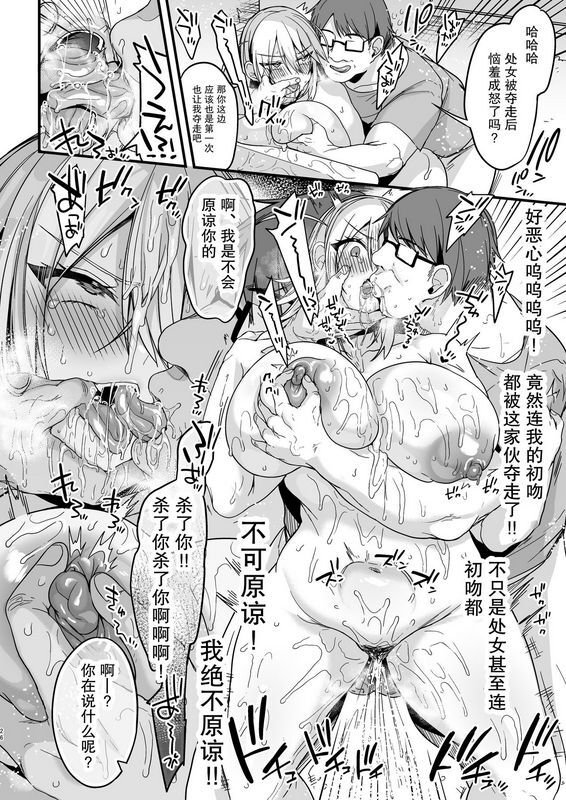 哈哈哈
处女被夺走后
恼羞成怒了吗？
那你这边
应该也是第一次
也让我夺走吧
啊、我是不会
原谅你的
好恶心呜呜呜呜！
竟然连我的初吻
都被这家伙夺走了!!
不只是处女甚至连
初吻都
不可原谅！
我绝不原谅!!
杀了你!!
杀了你杀了你啊啊啊！
啊—？
你在说什么呢？
26